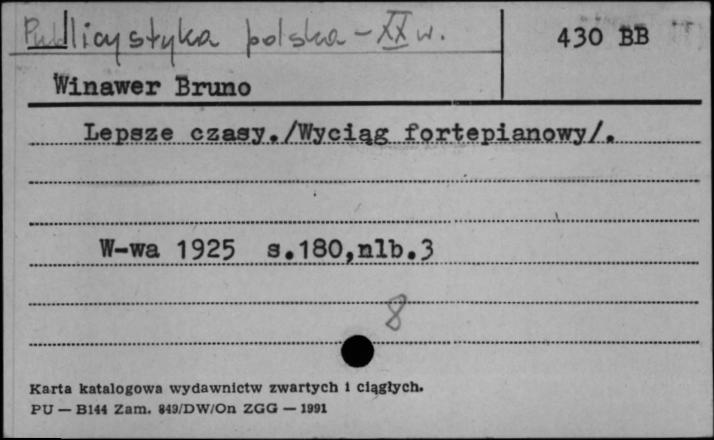 Publicystyka polska - XX w.
430 BB
Winawer Bruno
Lepsze czasy./Wyciąg fortepianowy/.
W-wa 1925 s.180,nlb.3
8
Karta katalogowa wydawnictw zwartych i ciągłych.
PU — B144 Zam. 849/DW/On ZGG — 1991